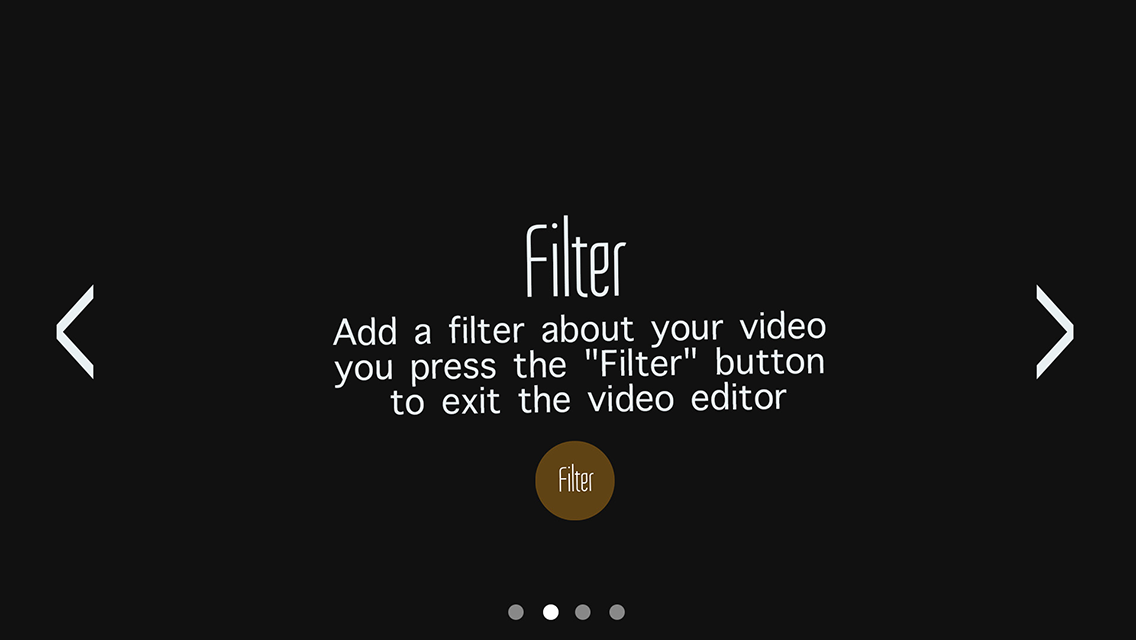 Filter
Add a filter about your video
you press the "Filter" button
to exit the video editor
Filter